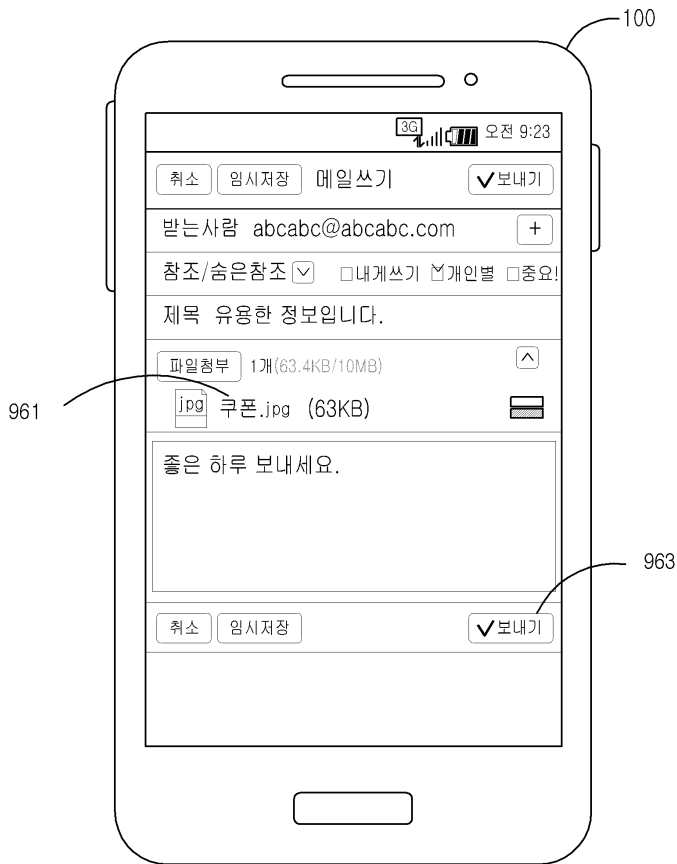 100
3G 오전 9:23
취소 임시저장 메일쓰기 보내기
받는사람 abcabc@abcabc.com +
참조/숨은참조 내게쓰기 개인별 중요!
제목 유용한 정보입니다.
파일첨부 1개(63.4KB/10MB)
961
jpg 쿠폰.jpg (63KB)
좋은 하루 보내세요.
963
취소 임시저장 보내기